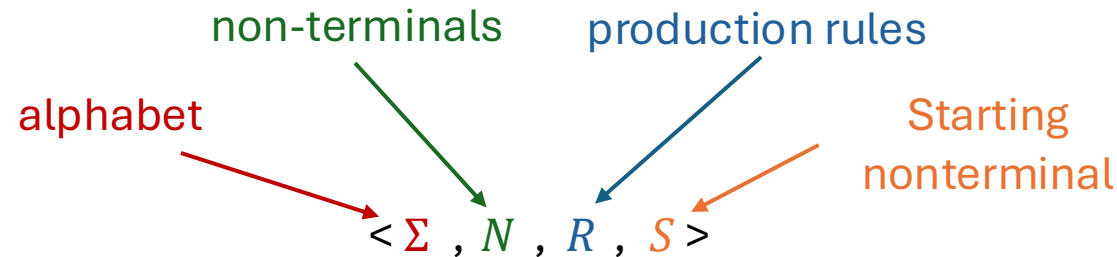 non-terminals
production rules
alphabet
Starting
nonterminal
< Σ , N , R , S >